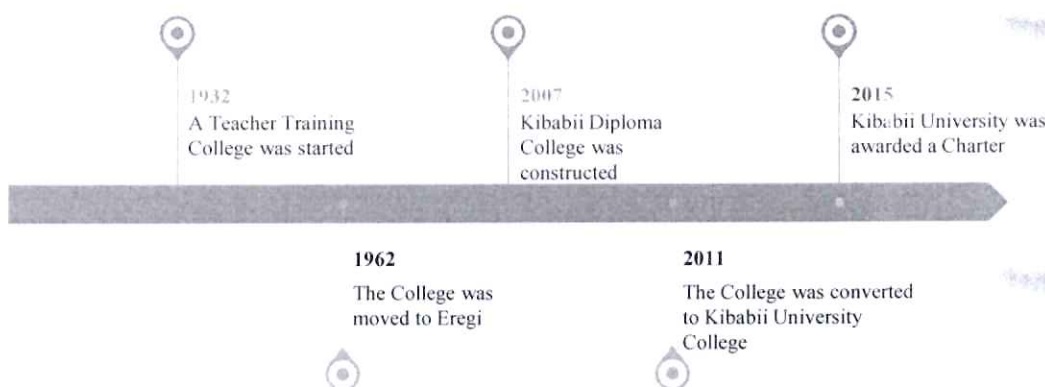 1932
A Teacher Training
College was started
2007
Kibabii Diploma
College was
constructed
2015
Kibabii University was
awarded a Charter
1962
The College was
moved to Eregi
2011
The College was converted
to Kibabii University
College